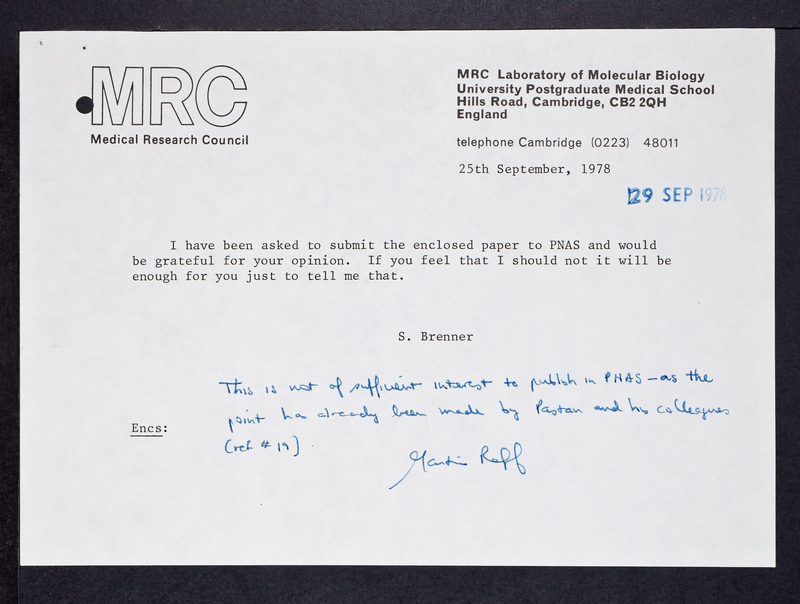 MRC
Medical Research Council
MRC Laboratory of Molecular Biology
University Postgraduate Medical School
Hills Road, Cambridge, CB2 2QH
England
telephone Cambridge (0223) 48011
25th September, 1978
29 SEP 1978
I have been asked to submit the enclosed paper to PNAS and would
be grateful for your opinion. If you feel that I should not it will be
enough for you just to tell me that.
S. Brenner
This is not of sufficient interest to publish in PNAS – as the
point has already been made by Pastan and his colleagues
(ref # 19).
Encs:
Martin Raff